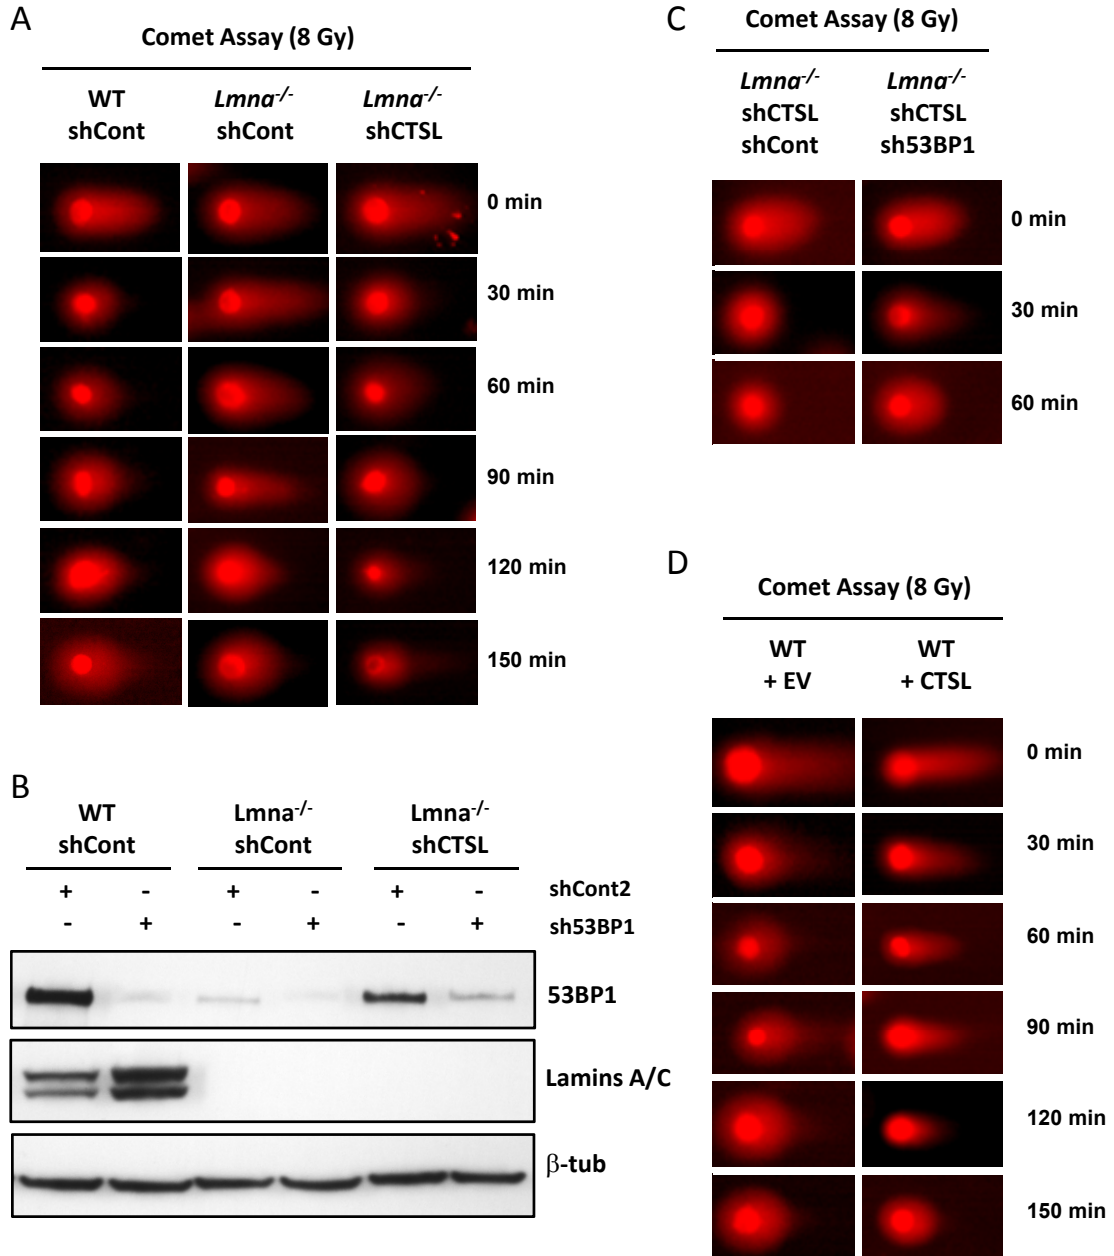 A
Comet Assay (8 Gy)
WT
shCont
Lmna-/-
shCont
Lmna-/-
shCTSL
0 min
30 min
60 min
90 min
120 min
150 min
B
WT
shCont
Lmna-/-
shCont
Lmna-/-
shCTSL
+ - + - + - shCont2
- + - + - + sh53BP1
53BP1
Lamins A/C
β-tub
C
Comet Assay (8 Gy)
Lmna-/-
shCTSL
shCont
Lmna-/-
shCTSL
sh53BP1
0 min
30 min
60 min
D
Comet Assay (8 Gy)
WT
+ EV
WT
+ CTSL
0 min
30 min
60 min
90 min
120 min
150 min